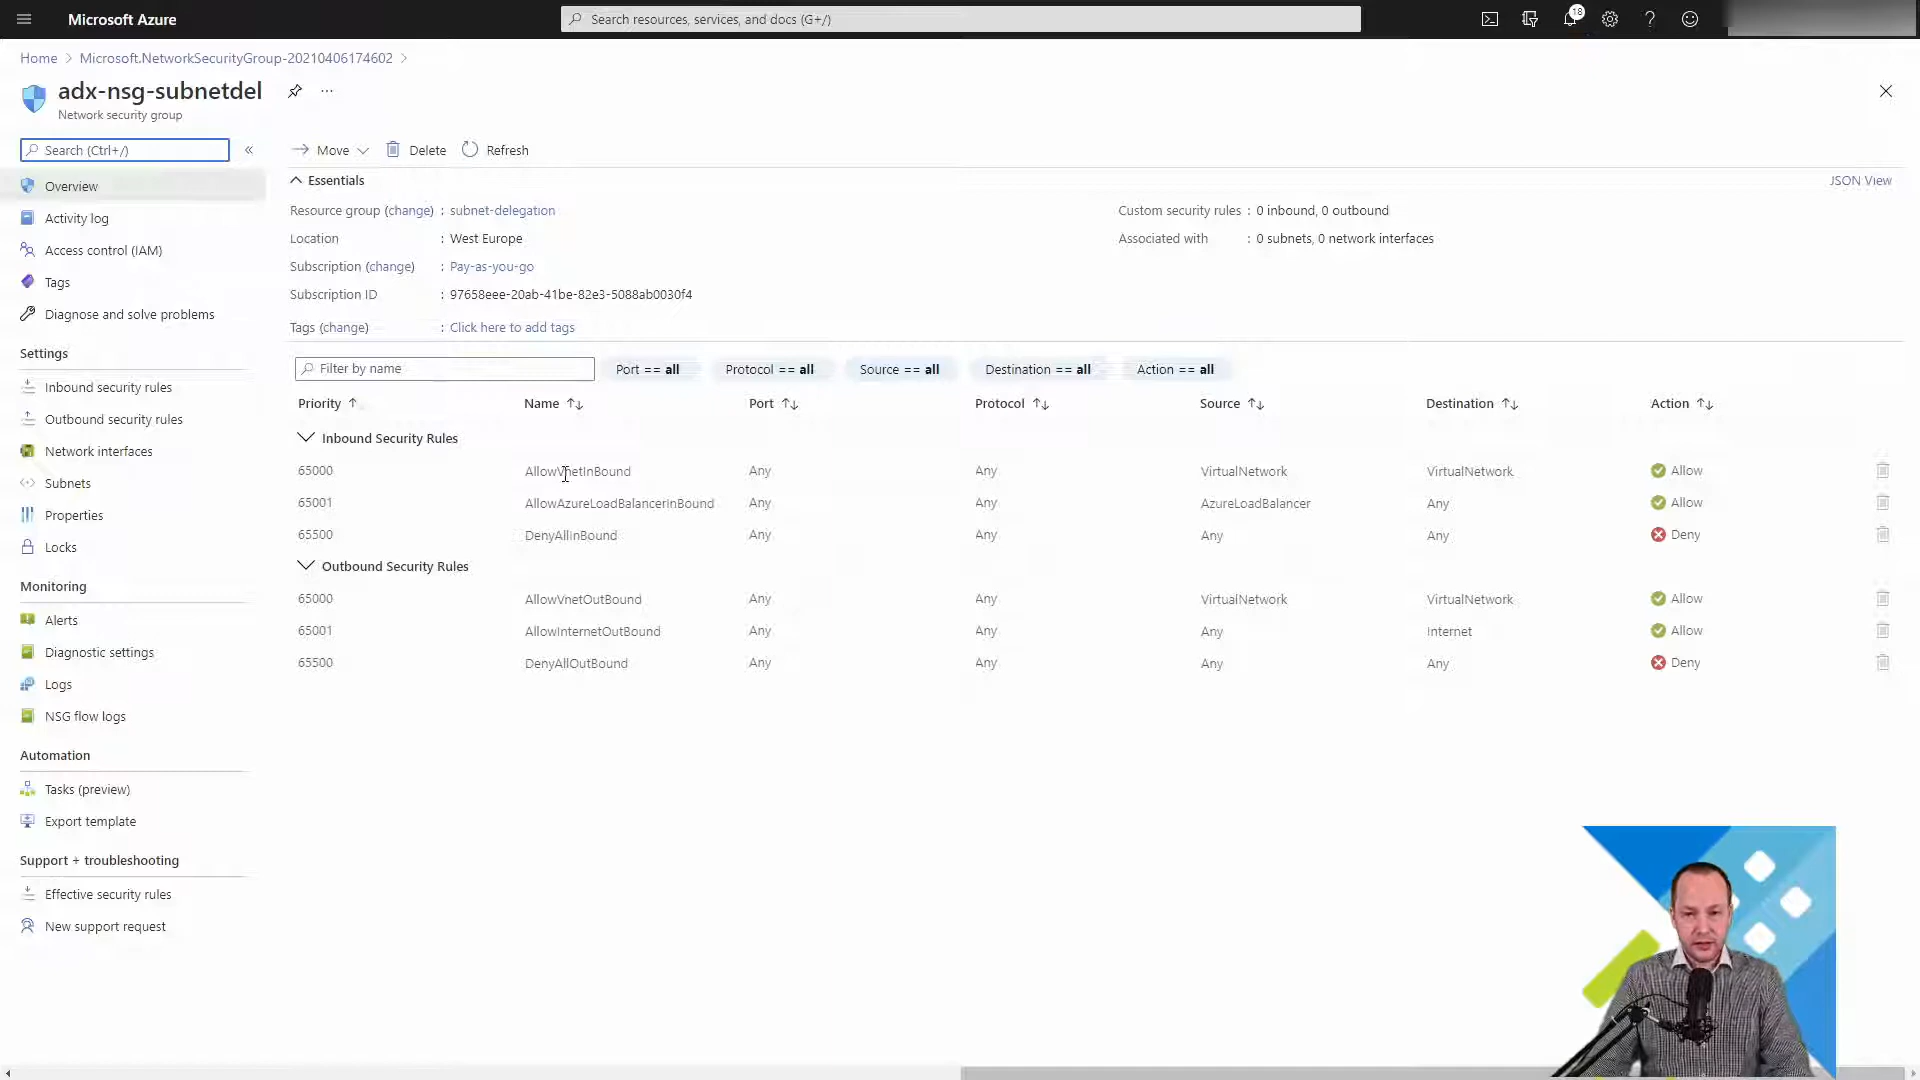 Microsoft Azure
Search resources, services, and docs (G+/)
18
Home > Microsoft.NetworkSecurityGroup-20210406174602 >
adx-nsg-subnetdel
Network security group
Search (Ctrl+/)
Overview
Activity log
Access control (IAM)
Tags
Diagnose and solve problems
Settings
Inbound security rules
Outbound security rules
Network interfaces
Subnets
Properties
Locks
Monitoring
Alerts
Diagnostic settings
Logs
NSG flow logs
Automation
Tasks (preview)
Export template
Support + troubleshooting
Effective security rules
New support request
Move Delete Refresh
Essentials JSON View
Resource group (change) : subnet-delegation Custom security rules : 0 inbound, 0 outbound
Location : West Europe Associated with : 0 subnets, 0 network interfaces
Subscription (change) : Pay-as-you-go
Subscription ID : 97658eee-20ab-41be-82e3-5088ab0030f4
Tags (change) : Click here to add tags
Filter by name Port == all Protocol == all Source == all Destination == all Action == all
Priority Name Port Protocol Source Destination Action
Inbound Security Rules
65000 AllowVnetInBound Any Any VirtualNetwork VirtualNetwork Allow
65001 AllowAzureLoadBalancerInBound Any Any AzureLoadBalancer Any Allow
65500 DenyAllInBound Any Any Any Any Deny
Outbound Security Rules
65000 AllowVnetOutBound Any Any VirtualNetwork VirtualNetwork Allow
65001 AllowInternetOutBound Any Any Any Internet Allow
65500 DenyAllOutBound Any Any Any Any Deny